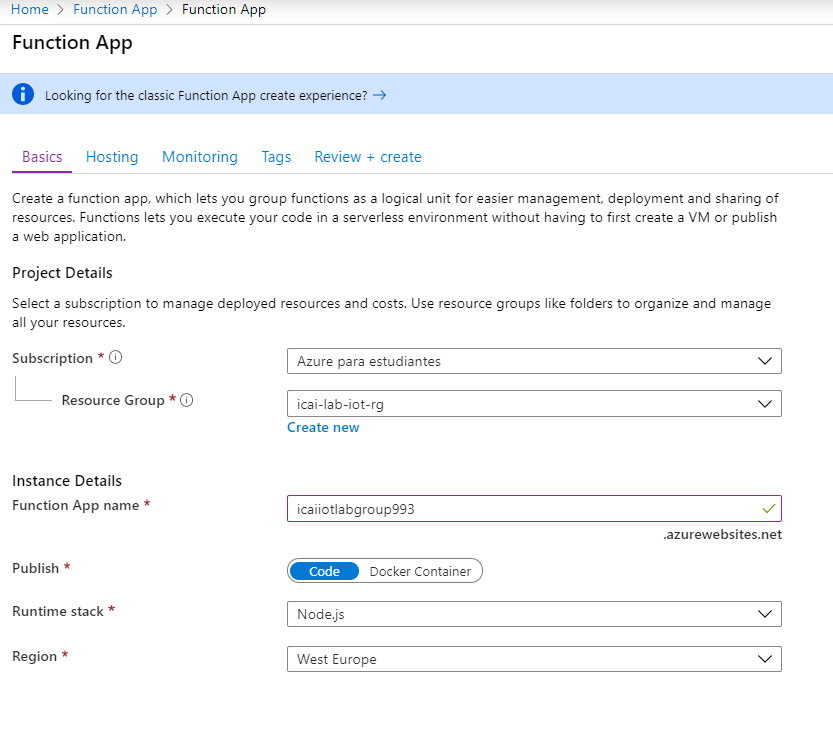 Home > Function App > Function App
Function App
Looking for the classic Function App create experience? →
Basics Hosting Monitoring Tags Review + create
Create a function app, which lets you group functions as a logical unit for easier management, deployment and sharing of
resources. Functions lets you execute your code in a serverless environment without having to first create a VM or publish
a web application.
Project Details
Select a subscription to manage deployed resources and costs. Use resource groups like folders to organize and manage
all your resources.
Subscription * Azure para estudiantes
Resource Group * icai-lab-iot-rg
Create new
Instance Details
Function App name * icaiiotlabgroup993
.azurewebsites.net
Publish * Code Docker Container
Runtime stack * Node.js
Region * West Europe